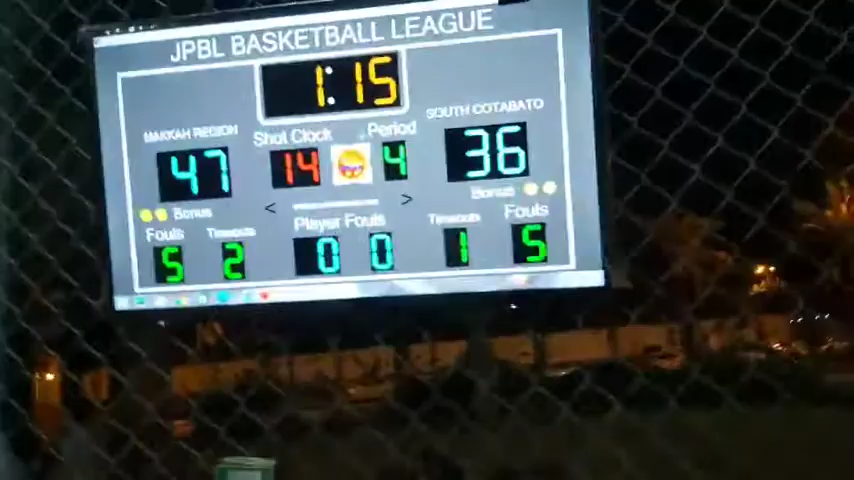 JPBL BASKETBALL LEAGUE
1:15
MAKKAH REGION
SOUTH COTABATO
Shot Clock
Period
47
14
4
36
Bonus
< >
Bonus
Fouls
Timeouts
Player Fouls
Timeouts
Fouls
5
2
0
0
1
5